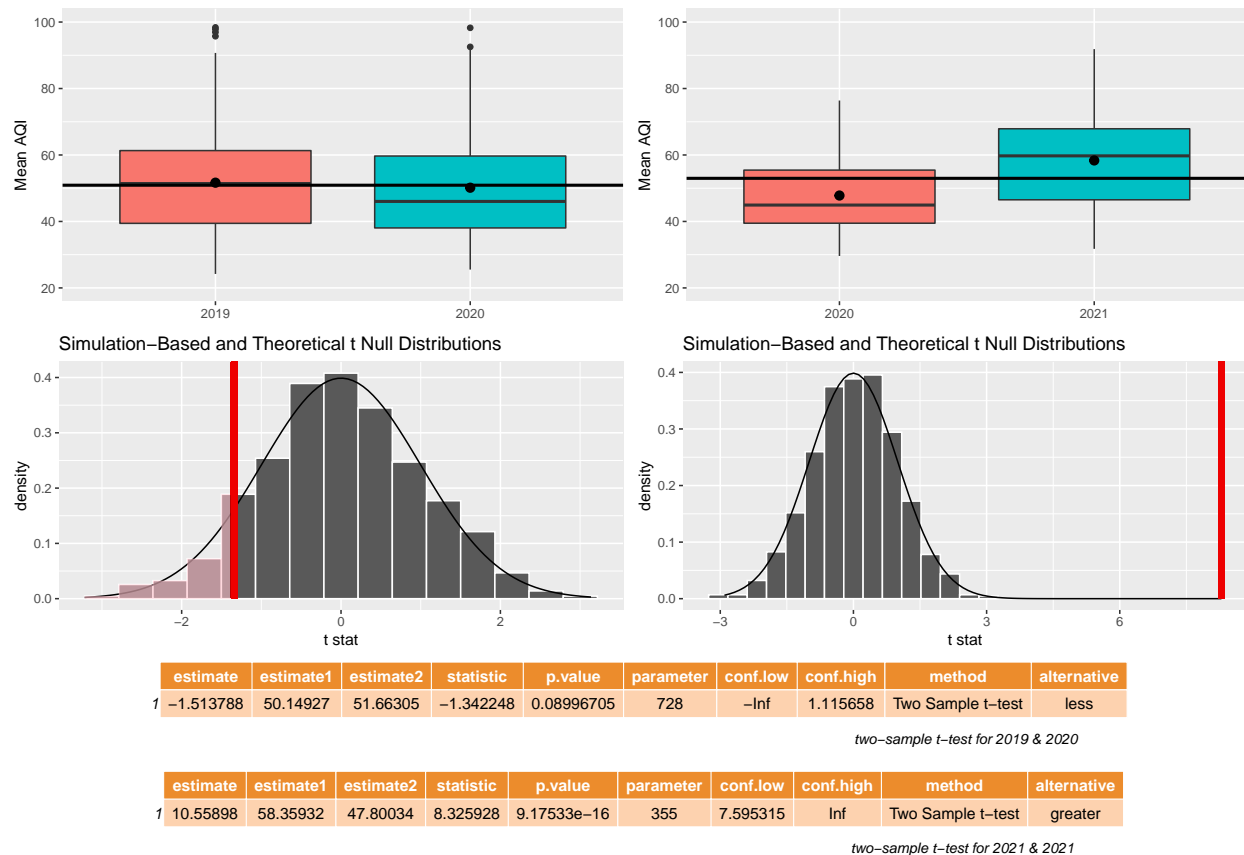 100
80
60
40
20
Mean AQI
2019
2020
100
80
60
40
20
Mean AQI
2020
2021
Simulation−Based and Theoretical t Null Distributions
0.4
0.3
0.2
0.1
0.0
density
−2
0
2
t stat
Simulation−Based and Theoretical t Null Distributions
0.4
0.3
0.2
0.1
0.0
density
−3
0
3
6
t stat
estimate estimate1 estimate2 statistic p.value parameter conf.low conf.high method alternative
1 −1.513788 50.14927 51.66305 −1.342248 0.08996705 728 −Inf 1.115658 Two Sample t−test less
two−sample t−test for 2019 & 2020
estimate estimate1 estimate2 statistic p.value parameter conf.low conf.high method alternative
1 10.55898 58.35932 47.80034 8.325928 9.17533e−16 355 7.595315 Inf Two Sample t−test greater
two−sample t−test for 2021 & 2021